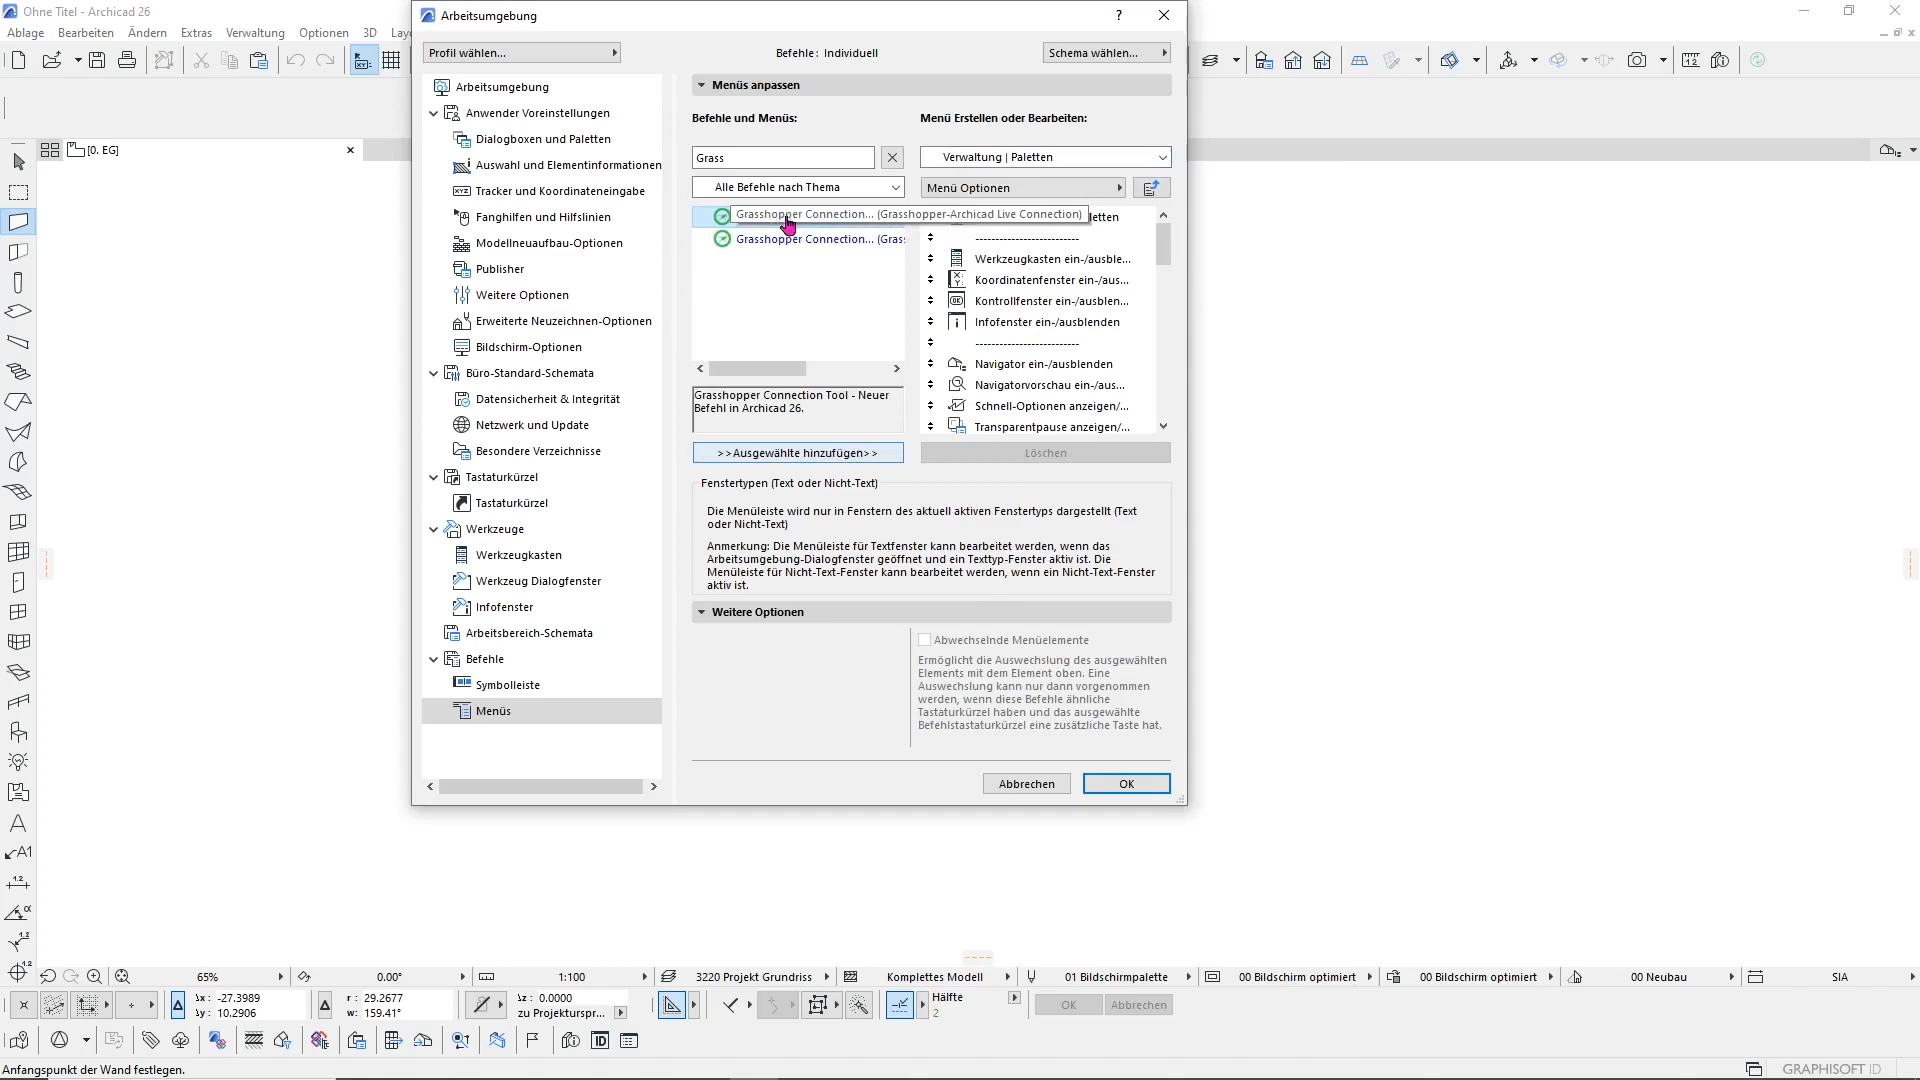 Ohne Titel - Archicad 26
Ablage Bearbeiten Ändern Extras Verwaltung Optionen 3D
[0. EG]
Arbeitsumgebung
Profil wählen...
Befehle: Individuell
Schema wählen...
Arbeitsumgebung
Anwender Voreinstellungen
Dialogboxen und Paletten
Auswahl und Elementinformationen
Tracker und Koordinateneingabe
Fanghilfen und Hilfslinien
Modellneuaufbau-Optionen
Publisher
Weitere Optionen
Erweiterte Neuzeichnen-Optionen
Bildschirm-Optionen
Büro-Standard-Schemata
Datensicherheit & Integrität
Netzwerk und Update
Besondere Verzeichnisse
Tastaturkürzel
Tastaturkürzel
Werkzeuge
Werkzeugkasten
Werkzeug Dialogfenster
Infofenster
Arbeitsbereich-Schemata
Befehle
Symbolleiste
Menüs
Menüs anpassen
Befehle und Menüs:
Grass
Alle Befehle nach Thema
Grasshopper Connection... (Grasshopper-Archicad Live Connection)
Grasshopper Connection... (Gras
Grasshopper Connection Tool - Neuer
Befehl in Archicad 26.
>>Ausgewählte hinzufügen>>
Menü Erstellen oder Bearbeiten:
Verwaltung | Paletten
Menü Optionen
letten
--------------------------
Werkzeugkasten ein-/ausble...
Koordinatenfenster ein-/aus...
Kontrollfenster ein-/ausblen...
Infofenster ein-/ausblenden
--------------------------
Navigator ein-/ausblenden
Navigatorvorschau ein-/aus...
Schnell-Optionen anzeigen/...
Transparentpause anzeigen/...
Löschen
Fenstertypen (Text oder Nicht-Text)
Die Menüleiste wird nur in Fenstern des aktuell aktiven Fenstertyps dargestellt (Text
oder Nicht-Text)
Anmerkung: Die Menüleiste für Textfenster kann bearbeitet werden, wenn das
Arbeitsumgebung-Dialogfenster geöffnet und ein Texttyp-Fenster aktiv ist. Die
Menüleiste für Nicht-Text-Fenster kann bearbeitet werden, wenn ein Nicht-Text-Fenster
aktiv ist.
Weitere Optionen
Abwechselnde Menüelemente
Ermöglicht die Auswechslung des ausgewählten
Elements mit dem Element oben. Eine
Auswechslung kann nur dann vorgenommen
werden, wenn diese Befehle ähnliche
Tastaturkürzel haben und das ausgewählte
Befehlstastaturkürzel eine zusätzliche Taste hat.
Abbrechen
OK
65% 0.00° 1:100 3220 Projekt Grundriss Komplettes Modell 01 Bildschirmpalette 00 Bildschirm optimiert 00 Bildschirm optimiert 00 Neubau SIA
Δx: -27.3989
Δy: 10.2906
r: 29.2677
w: 159.41°
Δz: 0.0000
zu Projekturspr...
Hälfte
2
OK
Abbrechen
Anfangspunkt der Wand festlegen.
GRAPHISOFT ID